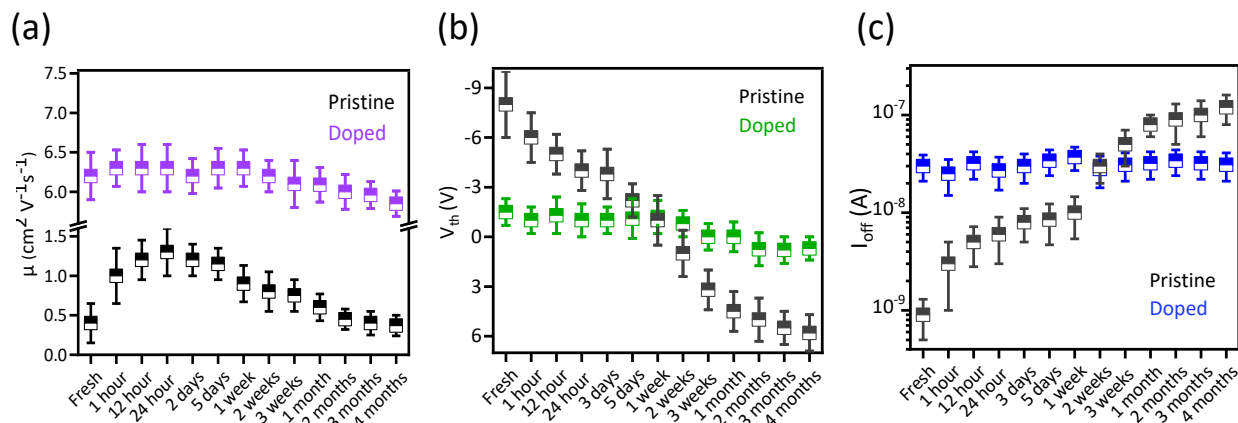 (a)
7.5
7.0
6.5
6.0
1.5
1.0
0.5
0.0
μ (cm² V⁻¹s⁻¹)
Pristine
Doped
Fresh
1 hour
12 hour
24 hour
2 days
5 days
1 week
2 weeks
3 weeks
1 month
2 months
3 months
4 months
(b)
-9
-6
-3
0
3
6
V_th (V)
Pristine
Doped
Fresh
1 hour
12 hour
24 hour
3 days
5 days
1 week
2 weeks
3 weeks
1 month
2 months
3 months
4 months
(c)
10⁻⁷
10⁻⁸
10⁻⁹
I_off (A)
Pristine
Doped
Fresh
1 hour
12 hour
24 hour
3 days
5 days
1 week
2 weeks
3 weeks
1 month
2 months
3 months
4 months